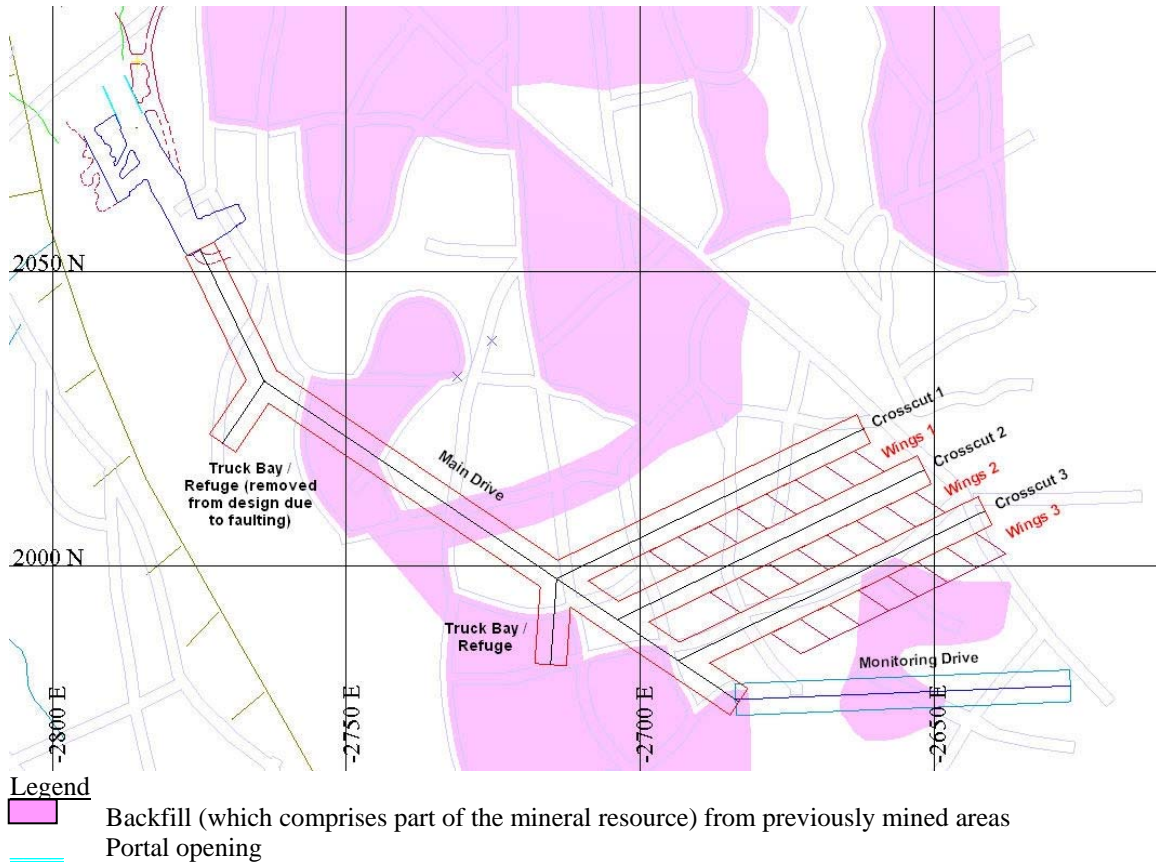 Crosscut 1
Wings 1
Crosscut 2
Wings 2
Crosscut 3
Wings 3
2050 N
Main Drive
Truck Bay /
Refuge (removed
from design due
to faulting)
2000 N
Truck Bay /
Refuge
Monitoring Drive
-2800 E
-2750 E
-2700 E
-2650 E
Legend
Backfill (which comprises part of the mineral resource) from previously mined areas
Portal opening